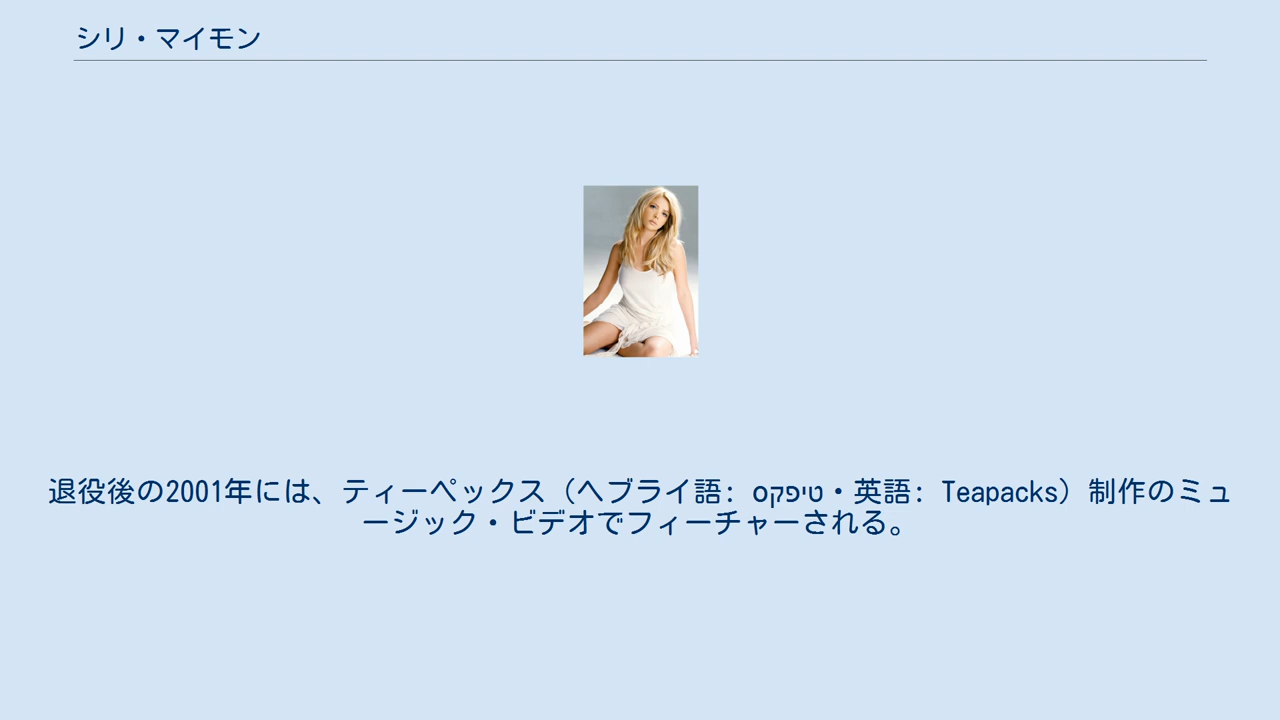 シリ・マイモン
退役後の2001年には、ティーペックス（ヘブライ語: טיפקס・英語: Teapacks）制作のミュ
ージック・ビデオでフィーチャーされる。